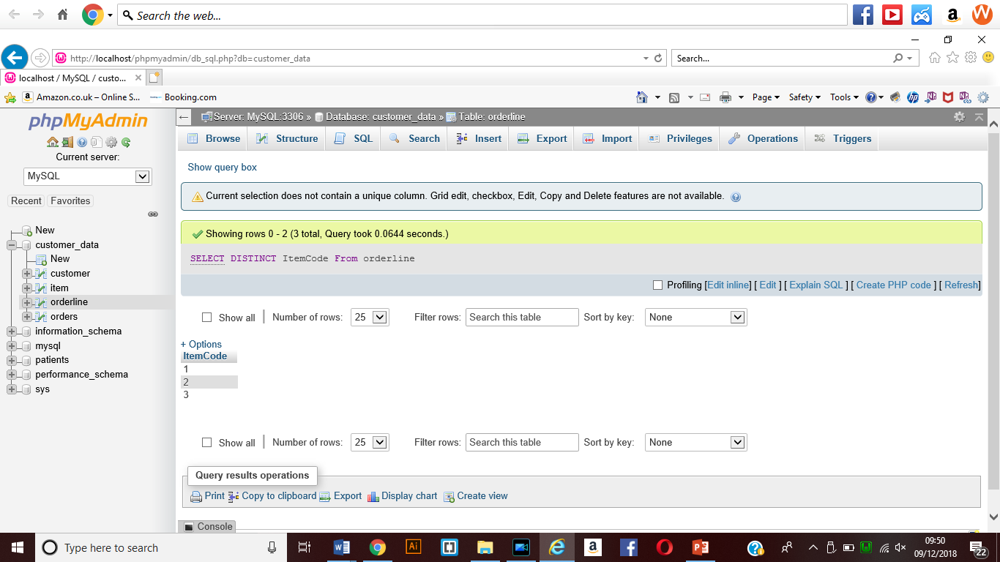 Search the web...
http://localhost/phpmyadmin/db_sql.php?db=customer_data
Search...
localhost / MySQL / custo...
Amazon.co.uk – Online S...
Booking.com
Page
Safety
Tools
phpMyAdmin
Current server:
MySQL
Recent
Favorites
New
customer_data
New
customer
item
orderline
orders
information_schema
mysql
patients
performance_schema
sys
Server: MySQL:3306 » Database: customer_data » Table: orderline
Browse Structure SQL Search Insert Export Import Privileges Operations Triggers
Show query box
Current selection does not contain a unique column. Grid edit, checkbox, Edit, Copy and Delete features are not available.
Showing rows 0 - 2 (3 total, Query took 0.0644 seconds.)
SELECT DISTINCT ItemCode From orderline
Profiling [Edit inline] [ Edit ] [ Explain SQL ] [ Create PHP code ] [ Refresh]
Show all | Number of rows: 25 Filter rows: Search this table Sort by key: None
+ Options
ItemCode
1
2
3
Show all | Number of rows: 25 Filter rows: Search this table Sort by key: None
Query results operations
Print Copy to clipboard Export Display chart Create view
Console
Type here to search
09:50
09/12/2018
22